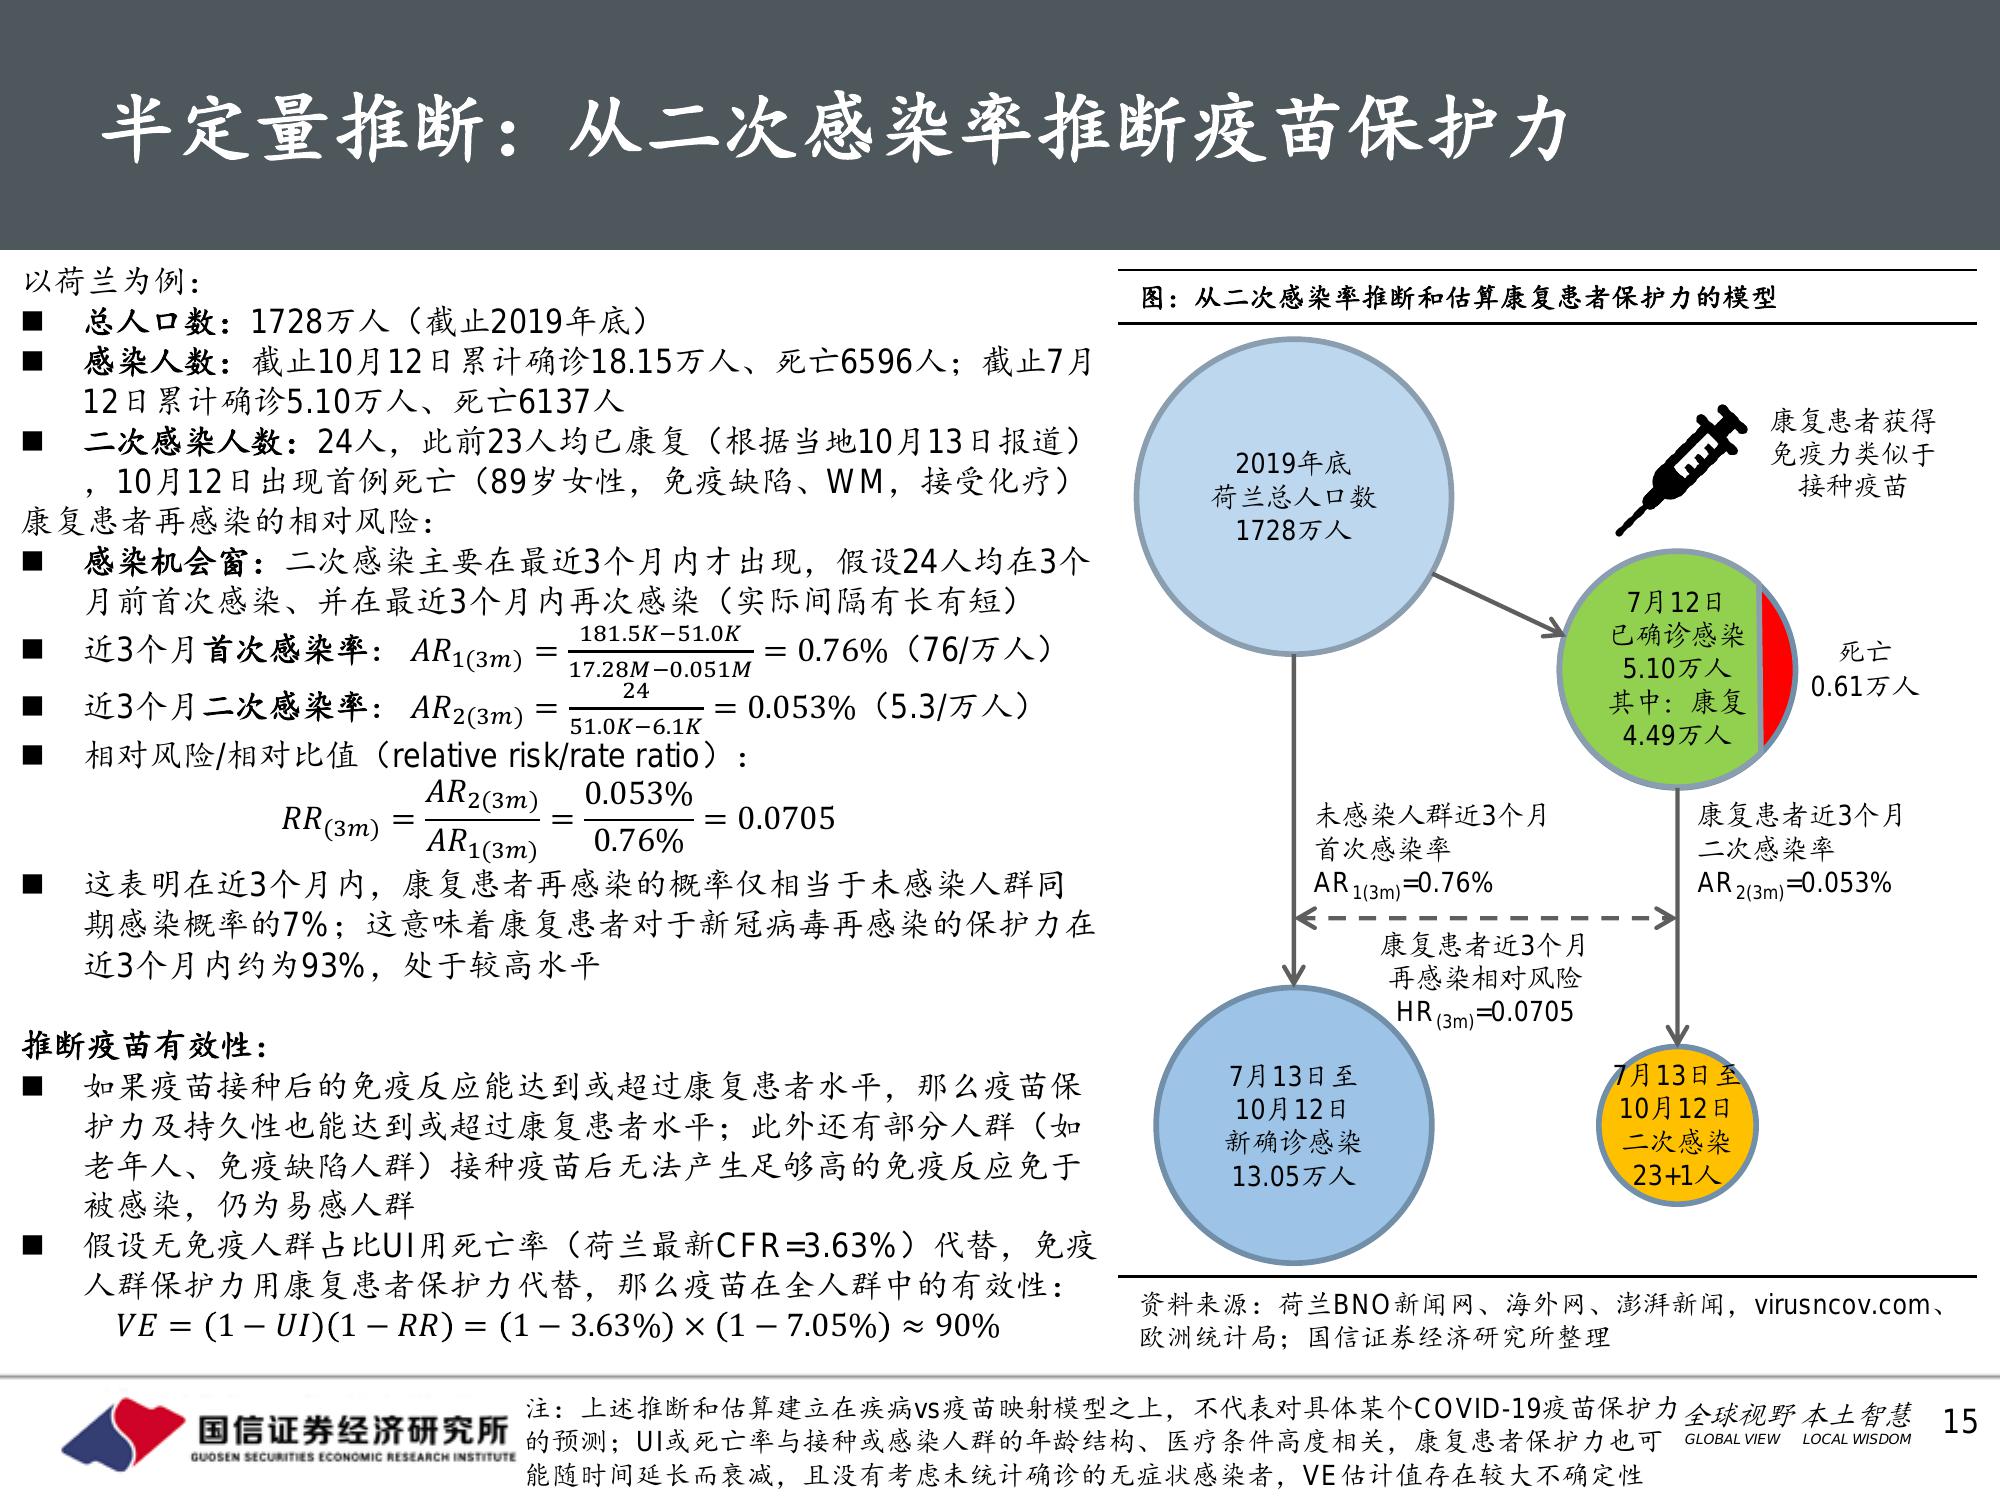 半定量推断：从二次感染率推断疫苗保护力
以荷兰为例：
■ 总人口数：1728万人（截止2019年底）
■ 感染人数：截止10月12日累计确诊18.15万人、死亡6596人；截止7月
12日累计确诊5.10万人、死亡6137人
■ 二次感染人数：24人，此前23人均已康复（根据当地10月13日报道）
，10月12日出现首例死亡（89岁女性，免疫缺陷、WM，接受化疗）
康复患者再感染的相对风险：
■ 感染机会窗：二次感染主要在最近3个月内才出现，假设24人均在3个
月前首次感染、并在最近3个月内再次感染（实际间隔有长有短）
■ 近3个月首次感染率： AR1(3m) = 181.5K−51.0K / 17.28M−0.051M = 0.76%（76/万人）
■ 近3个月二次感染率： AR2(3m) = 24 / 51.0K−6.1K = 0.053%（5.3/万人）
■ 相对风险/相对比值（relative risk/rate ratio）：
RR(3m) = AR2(3m) / AR1(3m) = 0.053% / 0.76% = 0.0705
■ 这表明在近3个月内，康复患者再感染的概率仅相当于未感染人群同
期感染概率的7%；这意味着康复患者对于新冠病毒再感染的保护力在
近3个月内约为93%，处于较高水平
推断疫苗有效性：
■ 如果疫苗接种后的免疫反应能达到或超过康复患者水平，那么疫苗保
护力及持久性也能达到或超过康复患者水平；此外还有部分人群（如
老年人、免疫缺陷人群）接种疫苗后无法产生足够高的免疫反应免于
被感染，仍为易感人群
■ 假设无免疫人群占比UI用死亡率（荷兰最新CFR=3.63%）代替，免疫
人群保护力用康复患者保护力代替，那么疫苗在全人群中的有效性：
VE = (1 − UI)(1 − RR) = (1 − 3.63%) × (1 − 7.05%) ≈ 90%
图：从二次感染率推断和估算康复患者保护力的模型
2019年底
荷兰总人口数
1728万人
康复患者获得
免疫力类似于
接种疫苗
7月12日
已确诊感染
5.10万人
其中：康复
4.49万人
死亡
0.61万人
未感染人群近3个月
首次感染率
AR1(3m)=0.76%
康复患者近3个月
二次感染率
AR2(3m)=0.053%
康复患者近3个月
再感染相对风险
HR(3m)=0.0705
7月13日至
10月12日
新确诊感染
13.05万人
7月13日至
10月12日
二次感染
23+1人
资料来源：荷兰BNO新闻网、海外网、澎湃新闻，virusncov.com、
欧洲统计局；国信证券经济研究所整理
国信证券经济研究所
GUOSEN SECURITIES ECONOMIC RESEARCH INSTITUTE
注：上述推断和估算建立在疾病vs疫苗映射模型之上，不代表对具体某个COVID-19疫苗保护力
的预测；UI或死亡率与接种或感染人群的年龄结构、医疗条件高度相关，康复患者保护力也可
能随时间延长而衰减，且没有考虑未统计确诊的无症状感染者，VE估计值存在较大不确定性
全球视野 本土智慧
GLOBAL VIEW LOCAL WISDOM
15